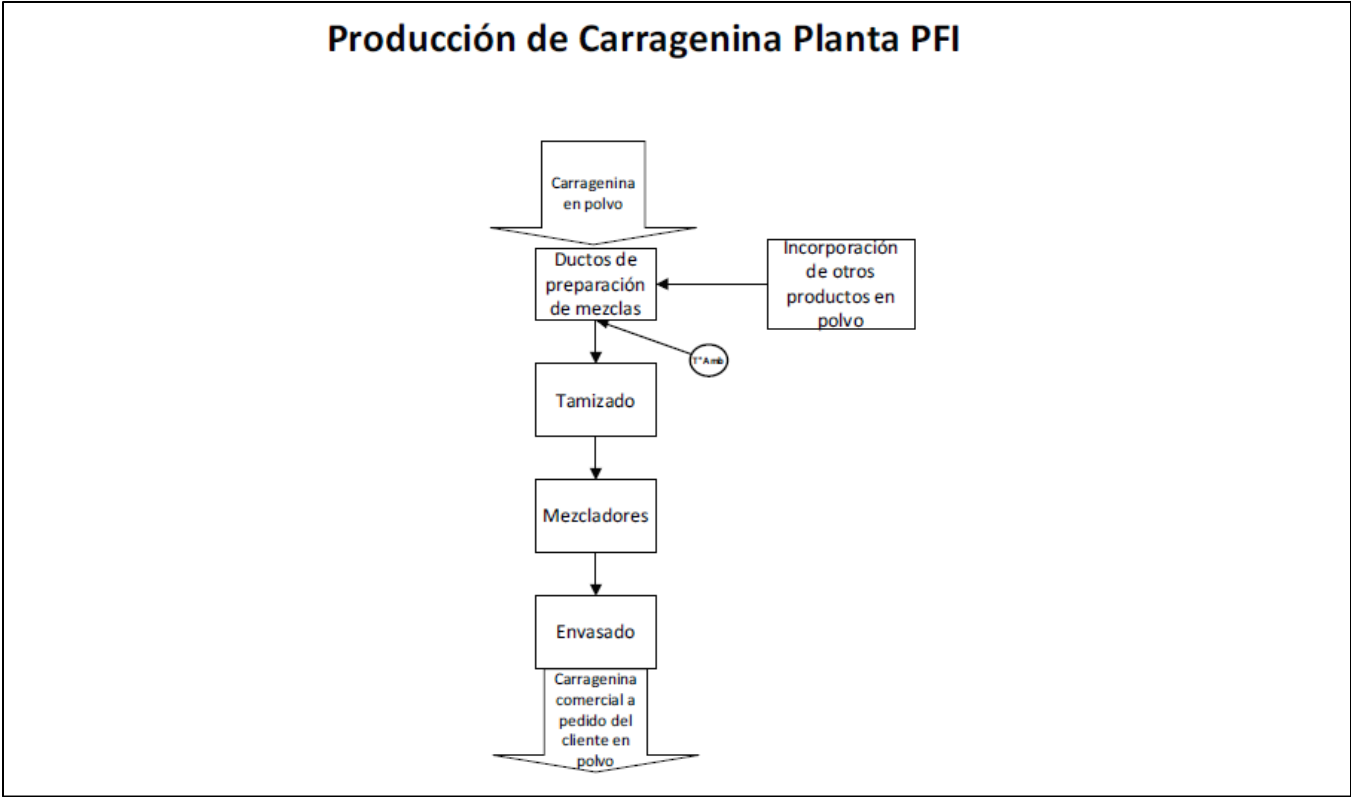 Producción de Carragenina Planta PFI
Carragenina
en polvo
Ductos de
preparación
de mezclas
Incorporación
de otros
productos en
polvo
T°Amb
Tamizado
Mezcladores
Envasado
Carragenina
comercial a
pedido del
cliente en
polvo